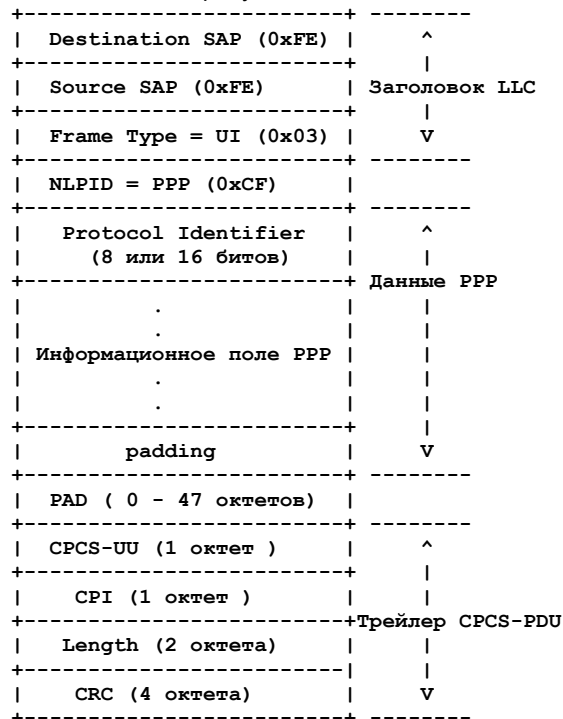 +-------------------------+ --------
|  Destination SAP (0xFE) |     ^
+-------------------------+     |
|  Source SAP (0xFE)      | Заголовок LLC
+-------------------------+     |
|  Frame Type = UI (0x03) |     V
+-------------------------+ --------
|  NLPID = PPP (0xCF)     |
+-------------------------+ --------
|   Protocol Identifier   |     ^
|     (8 или 16 битов)    |     |
+-------------------------+ Данные PPP
|          .              |     |
|          .              |     |
| Информационное поле PPP |     |
|          .              |     |
|          .              |     |
+-------------------------+     |
|        padding          |     V
+-------------------------+ --------
|  PAD ( 0 - 47 октетов)  |
+-------------------------+ --------
|  CPCS-UU (1 октет )     |     ^
+-------------------------+     |
|    CPI (1 октет )       |     |
+-------------------------+Трейлер CPCS-PDU
|   Length (2 октета)     |     |
+-------------------------|     |
|    CRC (4 октета)       |     V
+-------------------------+ --------